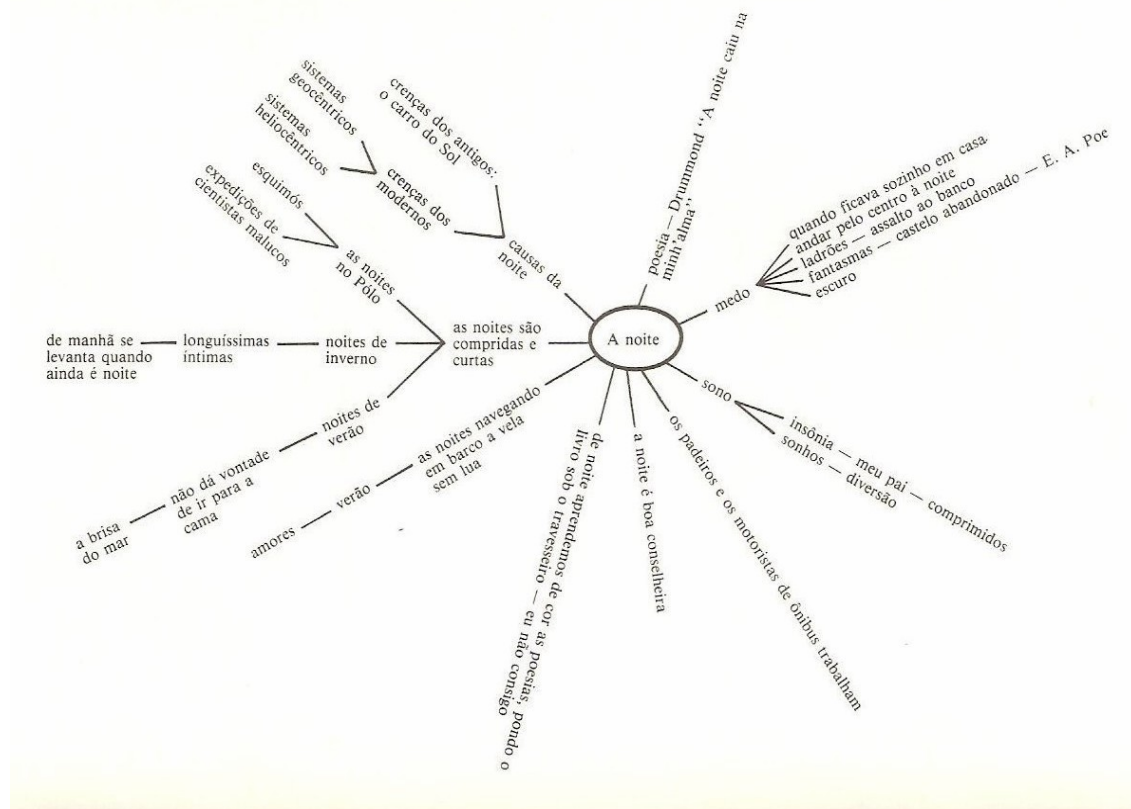 A noite
poesia — Drummond "A noite caiu na
minh'alma"
medo
quando ficava sozinho em casa
andar pelo centro à noite
ladrões — assalto ao banco
fantasmas — castelo abandonado — E. A. Poe
escuro
sono
insônia — meu pai — comprimidos
sonhos — diversão
os padeiros e os motoristas de ônibus trabalham
a noite é boa conselheira
de noite aprendemos de cor as poesias, pondo o
livro sob o travesseiro — eu não consigo
as noites navegando
em barco a vela
sem lua
verão
amores
as noites são
compridas e
curtas
noites de
verão
não dá vontade
de ir para a
cama
a brisa
do mar
noites de
inverno
longuíssimas
íntimas
de manhã se
levanta quando
ainda é noite
as noites
no Pólo
esquimós
expedições de
cientistas malucos
causas da
noite
crenças dos
modernos
sistemas
heliocêntricos
sistemas
geocêntricos
crenças dos antigos:
o carro do Sol